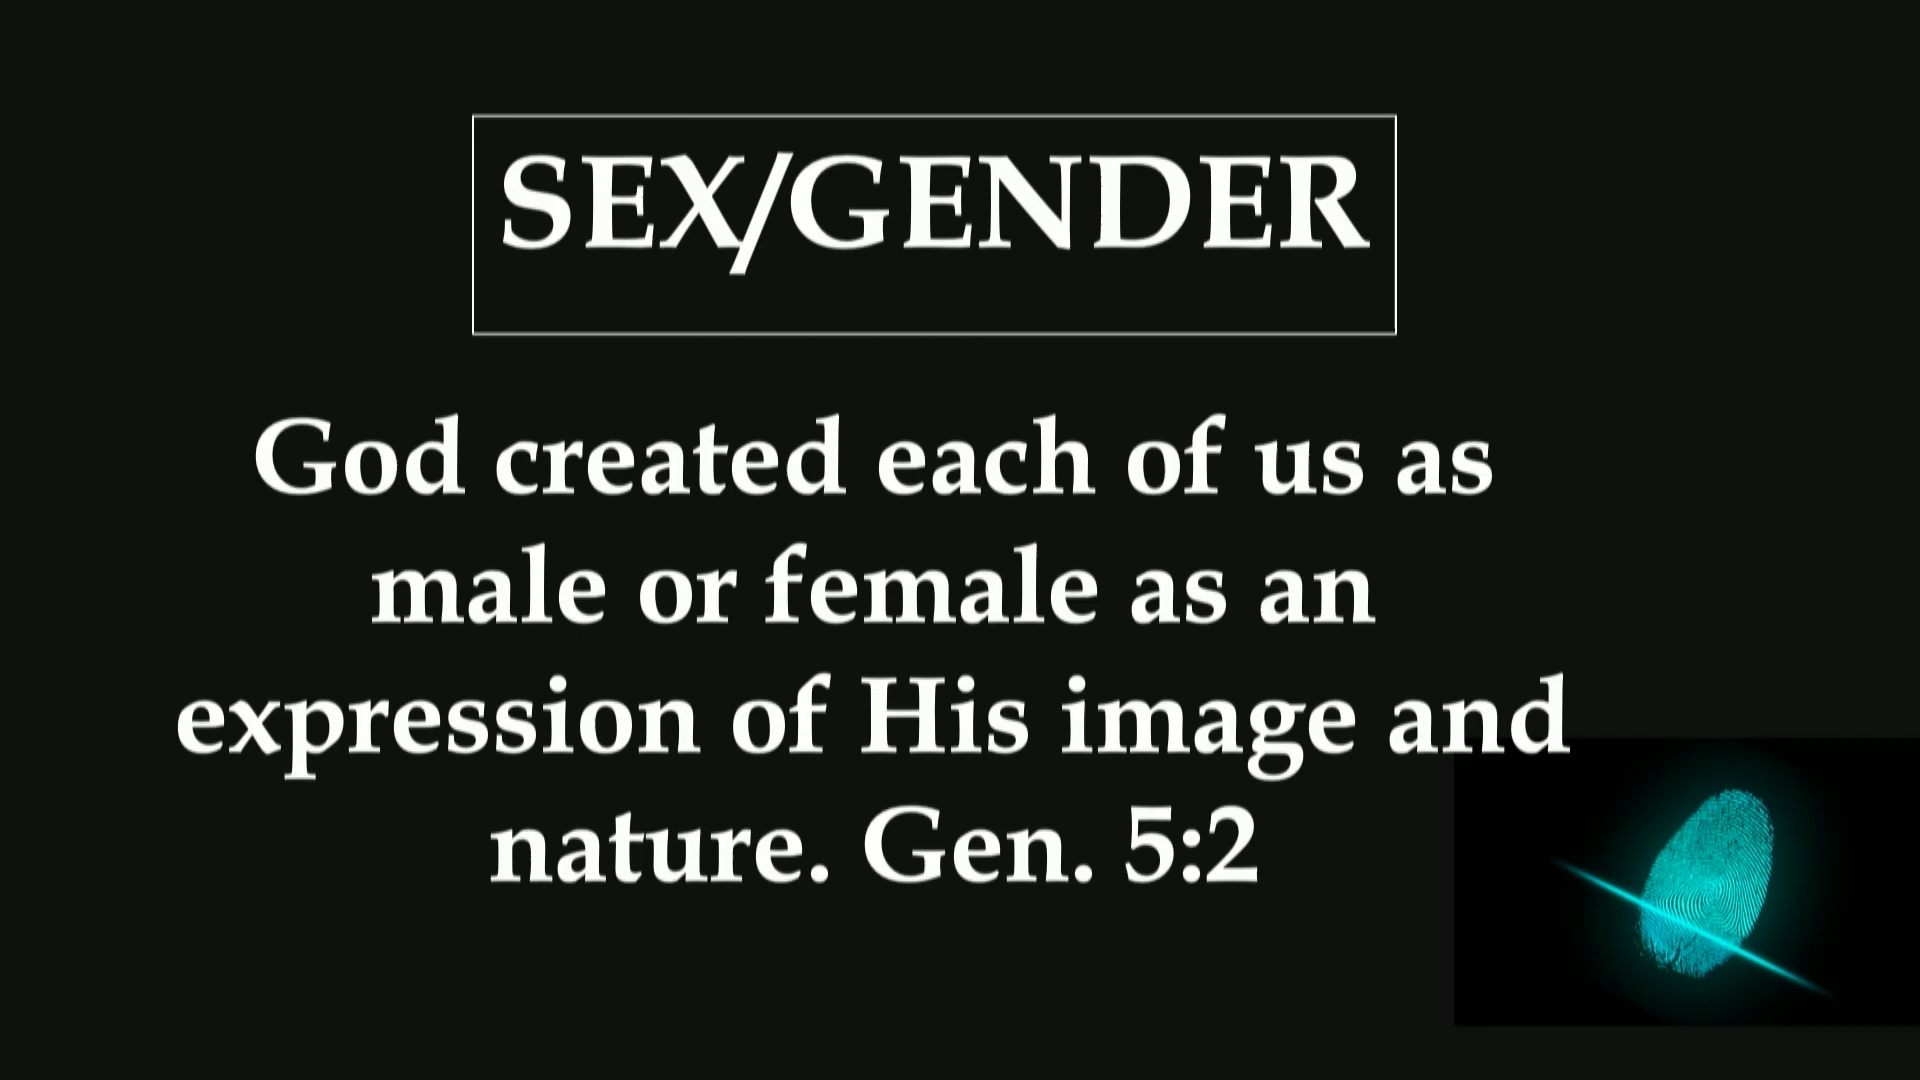 SEX/GENDER
God created each of us as
male or female as an
expression of His image and
nature. Gen. 5:2